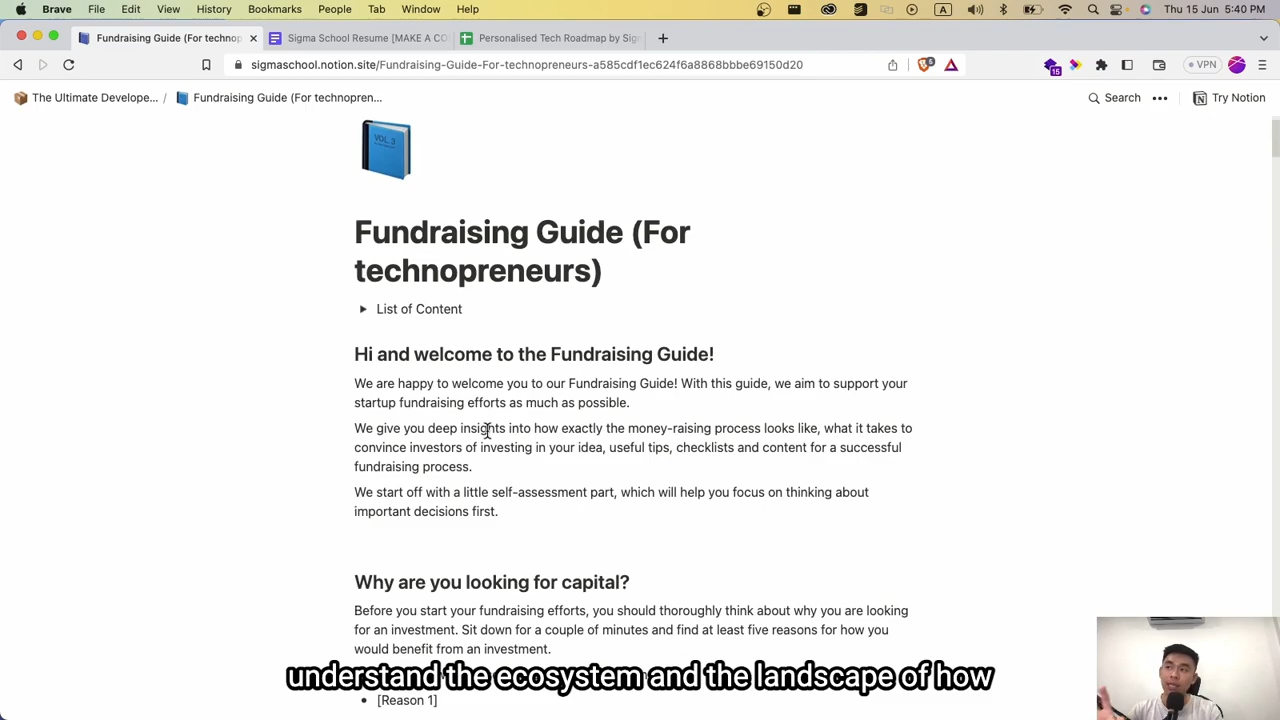 Brave File Edit View History Bookmarks People Tab Window Help Thu 15 Jun 5:40 PM
Fundraising Guide (For technop Sigma School Resume [MAKE A CO Personalised Tech Roadmap by Sig
sigmaschool.notion.site/Fundraising-Guide-For-technopreneurs-a585cdf1ec624f6a8868bbbe69150d20 6 15 VPN
The Ultimate Develope... / Fundraising Guide (For technopren... Search Try Notion
VOL. 3
Fundraising Guide (For
technopreneurs)
List of Content
Hi and welcome to the Fundraising Guide!
We are happy to welcome you to our Fundraising Guide! With this guide, we aim to support your
startup fundraising efforts as much as possible.
We give you deep insights into how exactly the money-raising process looks like, what it takes to
convince investors of investing in your idea, useful tips, checklists and content for a successful
fundraising process.
We start off with a little self-assessment part, which will help you focus on thinking about
important decisions first.
Why are you looking for capital?
Before you start your fundraising efforts, you should thoroughly think about why you are looking
for an investment. Sit down for a couple of minutes and find at least five reasons for how you
would benefit from an investment.
understand the ecosystem and the landscape of how
• [Reason 1]